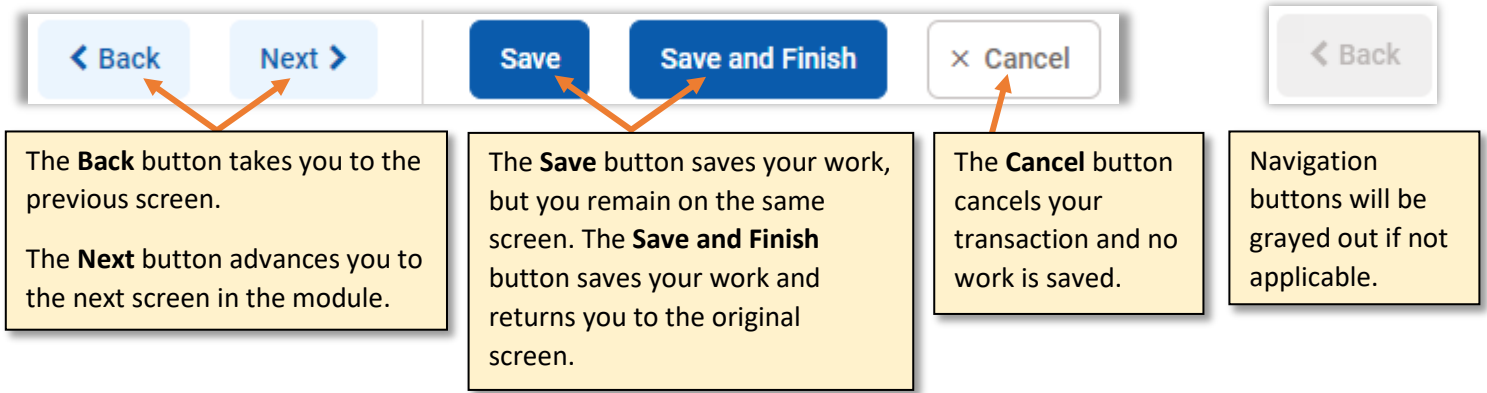 Back
Next
Save
Save and Finish
× Cancel
Back
The Back button takes you to the
previous screen.
The Next button advances you to
the next screen in the module.
The Save button saves your work,
but you remain on the same
screen. The Save and Finish
button saves your work and
returns you to the original
screen.
The Cancel button
cancels your
transaction and no
work is saved.
Navigation
buttons will be
grayed out if not
applicable.